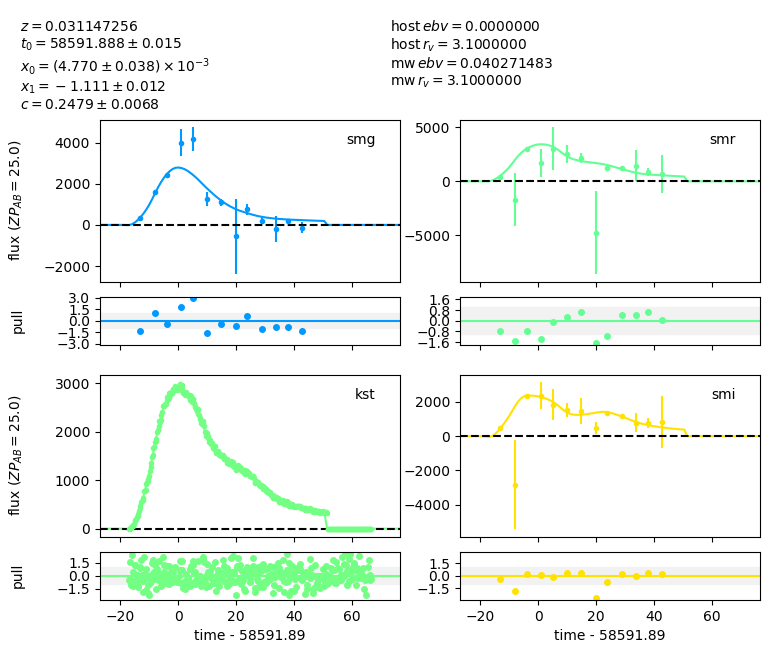 z = 0.031147256
t0 = 58591.888 ± 0.015
x0 = (4.770 ± 0.038) × 10^−3
x1 = −1.111 ± 0.012
c = 0.2479 ± 0.0068
host ebv = 0.0000000
host r_v = 3.1000000
mw ebv = 0.040271483
mw r_v = 3.1000000
flux (ZP_AB = 25.0)
4000
2000
0
−2000
smg
5000
0
−5000
smr
pull
3.0
1.5
0.0
−1.5
−3.0
1.6
0.8
0.0
−0.8
−1.6
flux (ZP_AB = 25.0)
3000
2000
1000
0
kst
2000
0
−2000
−4000
smi
pull
1.5
0.0
−1.5
1.5
0.0
−1.5
−20 0 20 40 60
−20 0 20 40 60
time - 58591.89
time - 58591.89